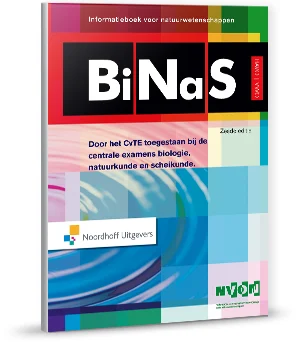 Informatieboek voor natuurwetenschappen
BiNaS
Zesde editie
Door het CvTE toegestaan bij de
centrale examens biologie,
natuurkunde en scheikunde.
Noordhoff Uitgevers
NVON